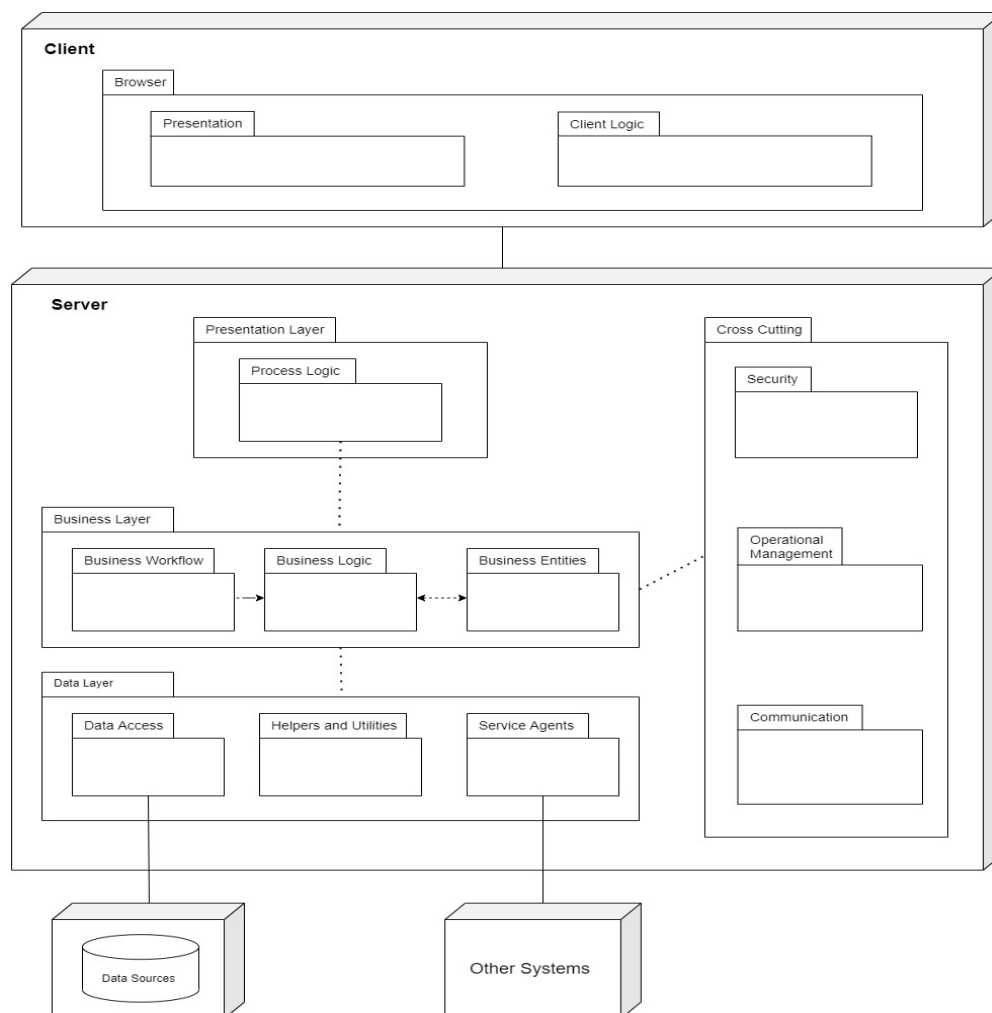 Client
Browser
Presentation
Client Logic
Server
Presentation Layer
Process Logic
Cross Cutting
Security
Business Layer
Business Workflow
Business Logic
Business Entities
Operational
Management
Data Layer
Data Access
Helpers and Utilities
Service Agents
Communication
Data Sources
Other Systems